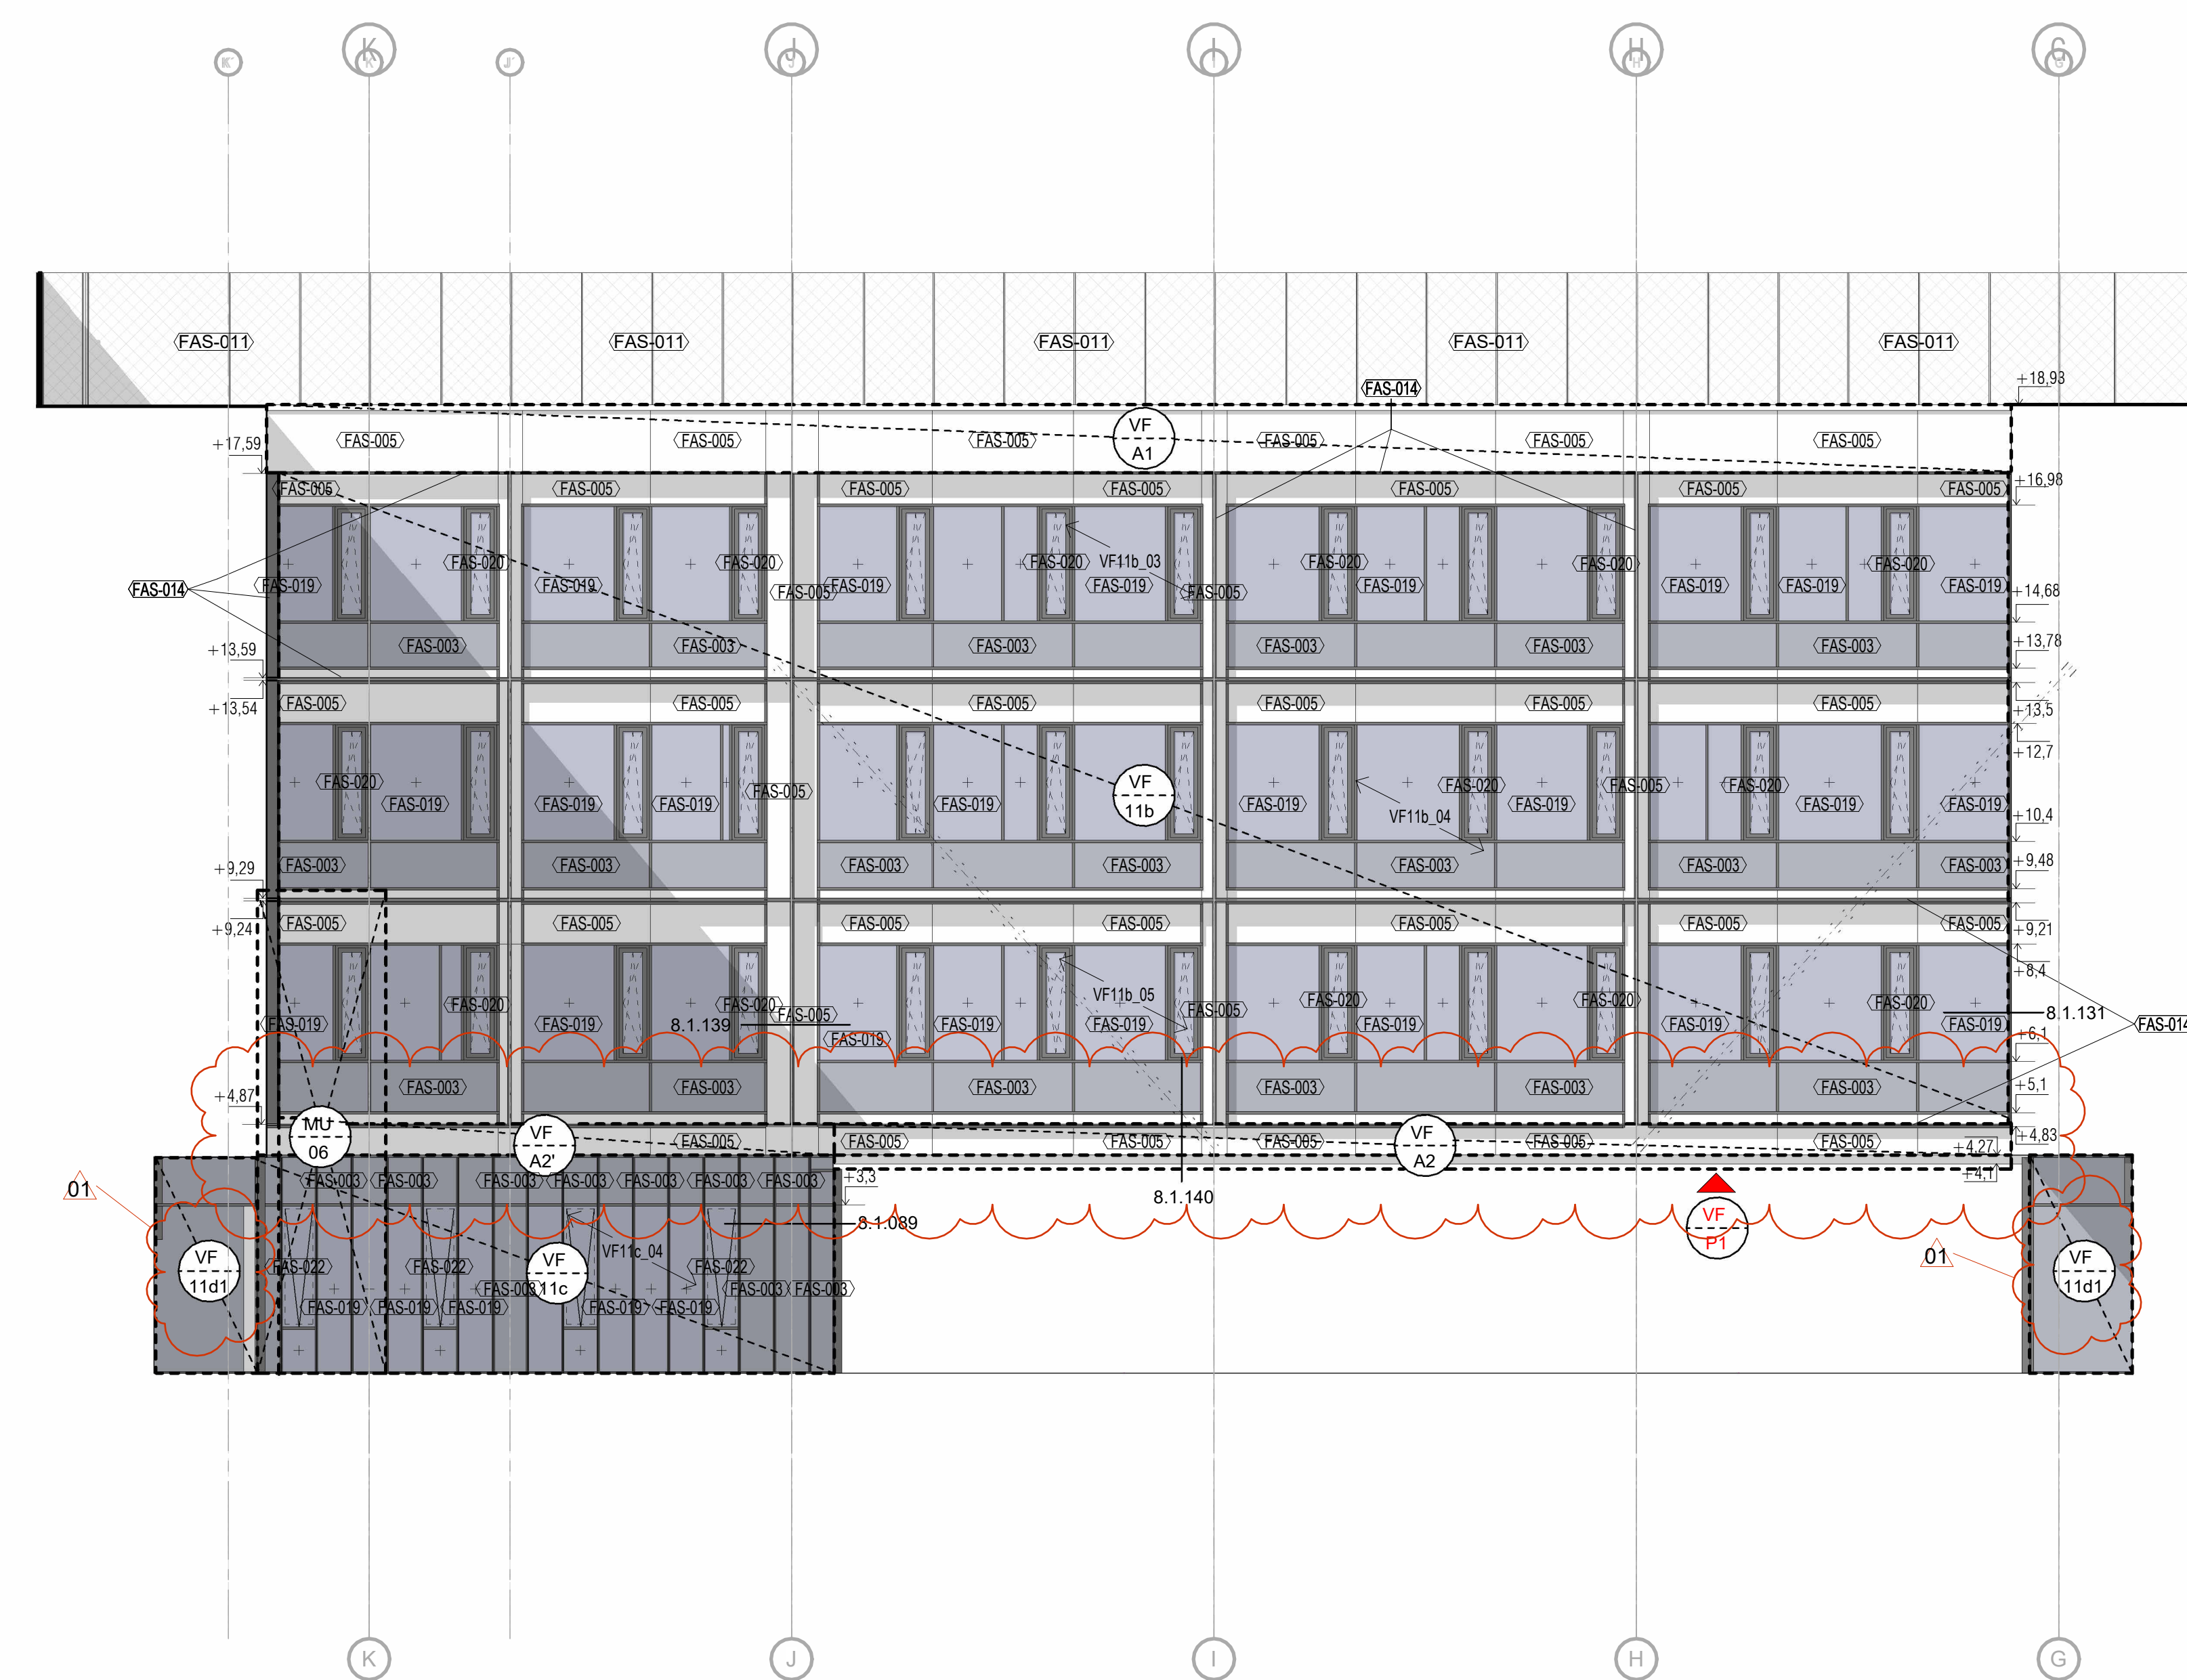 K' K J' J I H G
K J I H G
FAS-011 FAS-011 FAS-011 FAS-011 FAS-011
+18,93
FAS-014
+17,59 FAS-005 FAS-005 FAS-005 VF A1 FAS-005 FAS-005 FAS-005
FAS-005 FAS-005 FAS-005 FAS-005 FAS-005 FAS-005 FAS-005 +16,98
FAS-020 FAS-020 FAS-020 VF11b_03 FAS-020 FAS-020 FAS-020
FAS-014 FAS-019 FAS-019 FAS-005 FAS-019 FAS-019 FAS-005 FAS-019 FAS-019 FAS-019 FAS-019 +14,68
+13,59 FAS-003 FAS-003 FAS-003 FAS-003 FAS-003 FAS-003 +13,78
+13,54 FAS-005 FAS-005 FAS-005 FAS-005 FAS-005 FAS-005 +13,5
+12,7
FAS-020 FAS-005 VF 11b FAS-020 FAS-005 FAS-020
FAS-019 FAS-019 FAS-019 FAS-019 FAS-019 VF11b_04 FAS-019 FAS-019 FAS-019 +10,4
+9,29 FAS-003 FAS-003 FAS-003 FAS-003 FAS-003 FAS-003 FAS-003 +9,48
+9,24 FAS-005 FAS-005 FAS-005 FAS-005 FAS-005 FAS-005 FAS-005 +9,21
+8,4
FAS-020 FAS-020 VF11b_05 FAS-005 FAS-020 FAS-020 FAS-020
FAS-005 8.1.131
FAS-019 FAS-019 8.1.139 FAS-019 FAS-019 FAS-019 FAS-019 FAS-019 FAS-019 FAS-014
FAS-019 +6,1
+4,87 FAS-003 FAS-003 FAS-003 FAS-003 FAS-003 FAS-003 +5,1
MU 06 VF A2' FAS-005 FAS-005 FAS-005 FAS-005 VF A2 FAS-005 FAS-005 +4,83
+4,27
+4,1
01 FAS-003 FAS-003 FAS-003 FAS-003 FAS-003 FAS-003 FAS-003 +3,3 8.1.140
8.1.089 VF P1
VF11c_04 01
VF 11d1 FAS-022 FAS-022 VF 11c FAS-022 VF 11d1
FAS-003 FAS-003 FAS-003
FAS-019 FAS-019 FAS-019 FAS-019 FAS-019
K J I H G